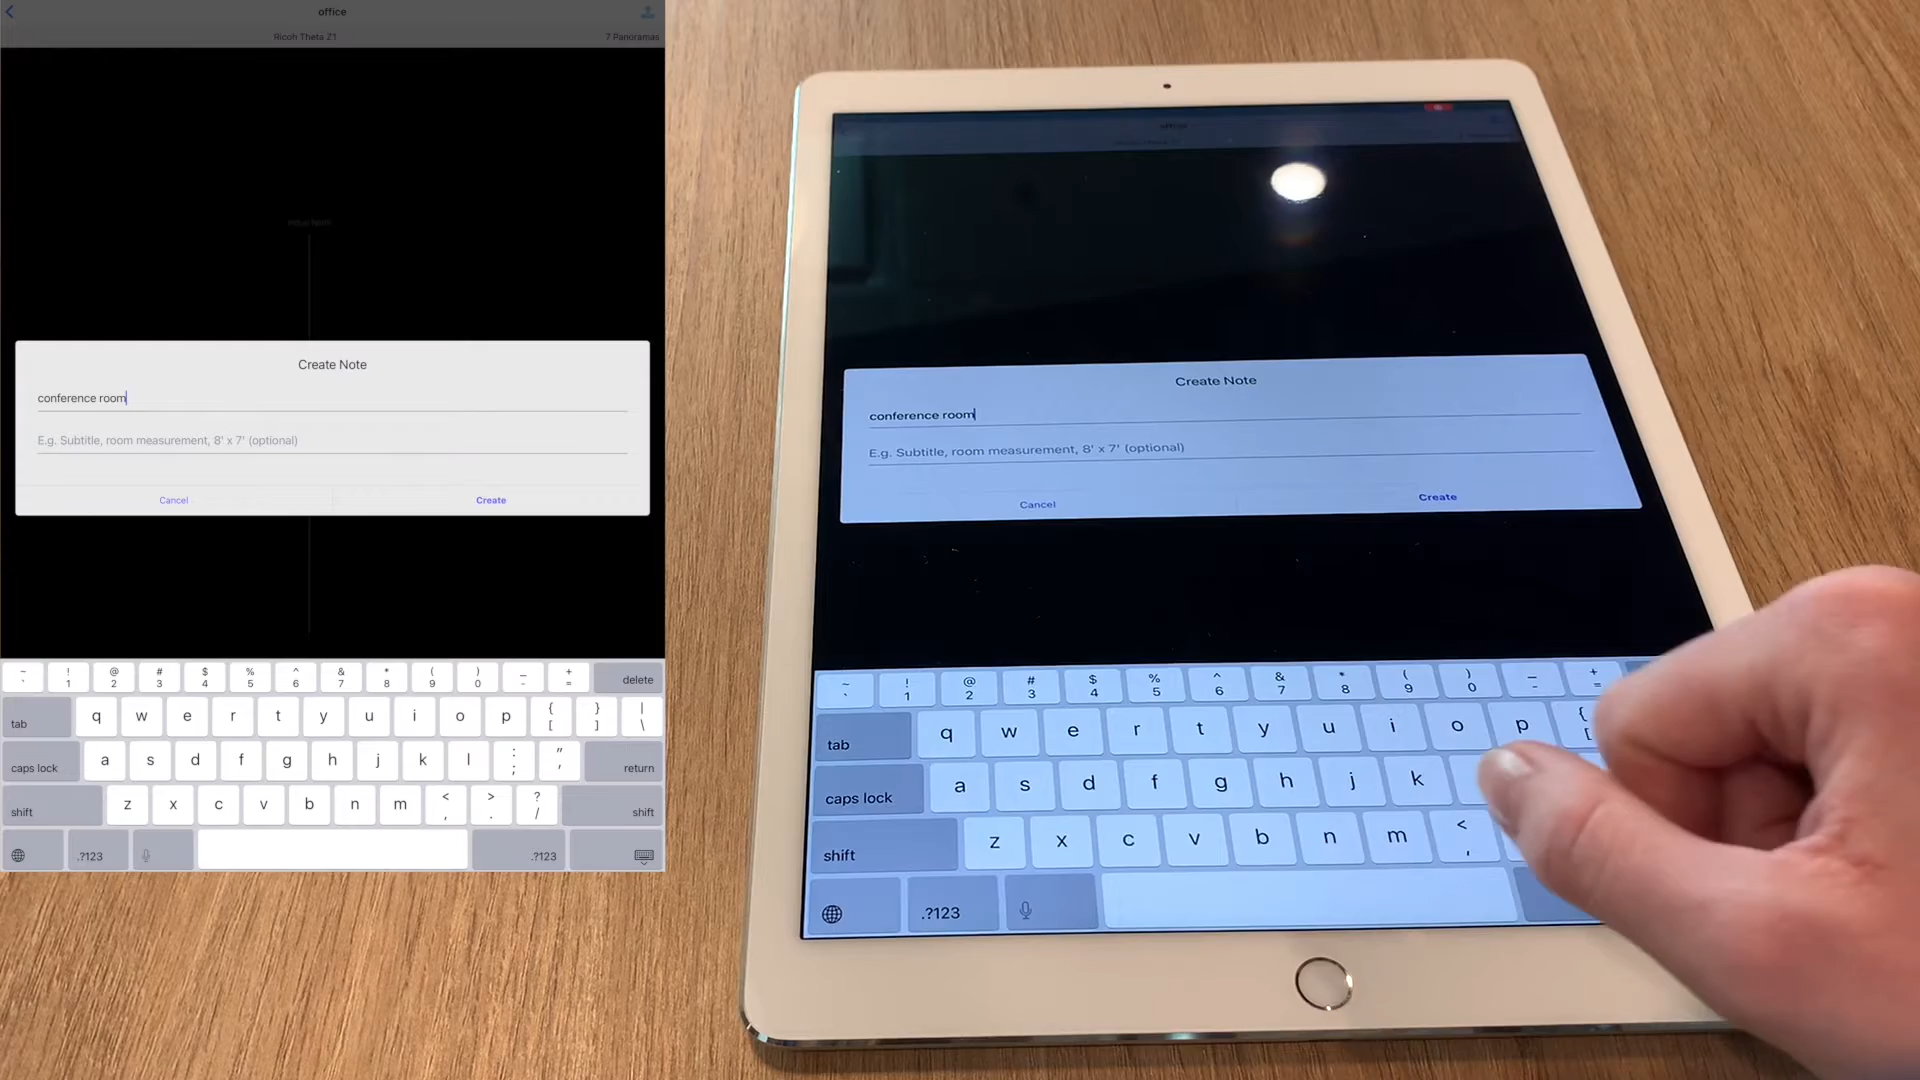 office
Ricoh Theta Z1 7 Panoramas
Initial North
Create Note
conference room
E.g. Subtitle, room measurement, 8' x 7' (optional)
Cancel Create
~ ! @ # $ % ^ & * ( ) _ +
` 1 2 3 4 5 6 7 8 9 0 - = delete
tab q w e r t y u i o p { [ } ] | \
caps lock a s d f g h j k l : ; " ' return
shift z x c v b n m < , > . ? / shift
.?123 .?123
office
Create Note
conference room
E.g. Subtitle, room measurement, 8' x 7' (optional)
Cancel Create
~ ! @ # $ % ^ & * ( ) _ +
` 1 2 3 4 5 6 7 8 9 0 - =
tab q w e r t y u i o p { [
caps lock a s d f g h j k
shift z x c v b n m < ,
.?123